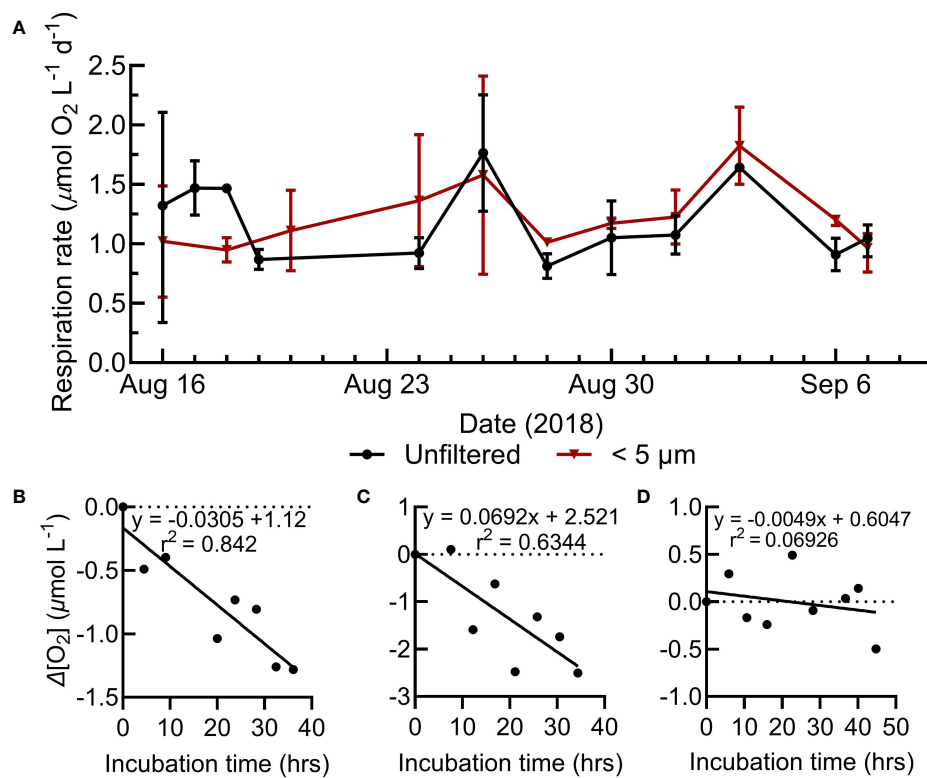 A
Respiration rate (µmol O₂ L⁻¹ d⁻¹)
2.5
2.0
1.5
1.0
0.5
0.0
Aug 16 Aug 23 Aug 30 Sep 6
Date (2018)
Unfiltered < 5 µm
B
Δ[O₂] (µmol L⁻¹)
0.0
-0.5
-1.0
-1.5
y = -0.0305 +1.12
r² = 0.842
0 10 20 30 40
Incubation time (hrs)
C
1
0
-1
-2
-3
y = 0.0692x + 2.521
r² = 0.6344
0 10 20 30 40
Incubation time (hrs)
D
1.0
0.5
0.0
-0.5
-1.0
y = -0.0049x + 0.6047
r² = 0.06926
0 10 20 30 40 50
Incubation time (hrs)